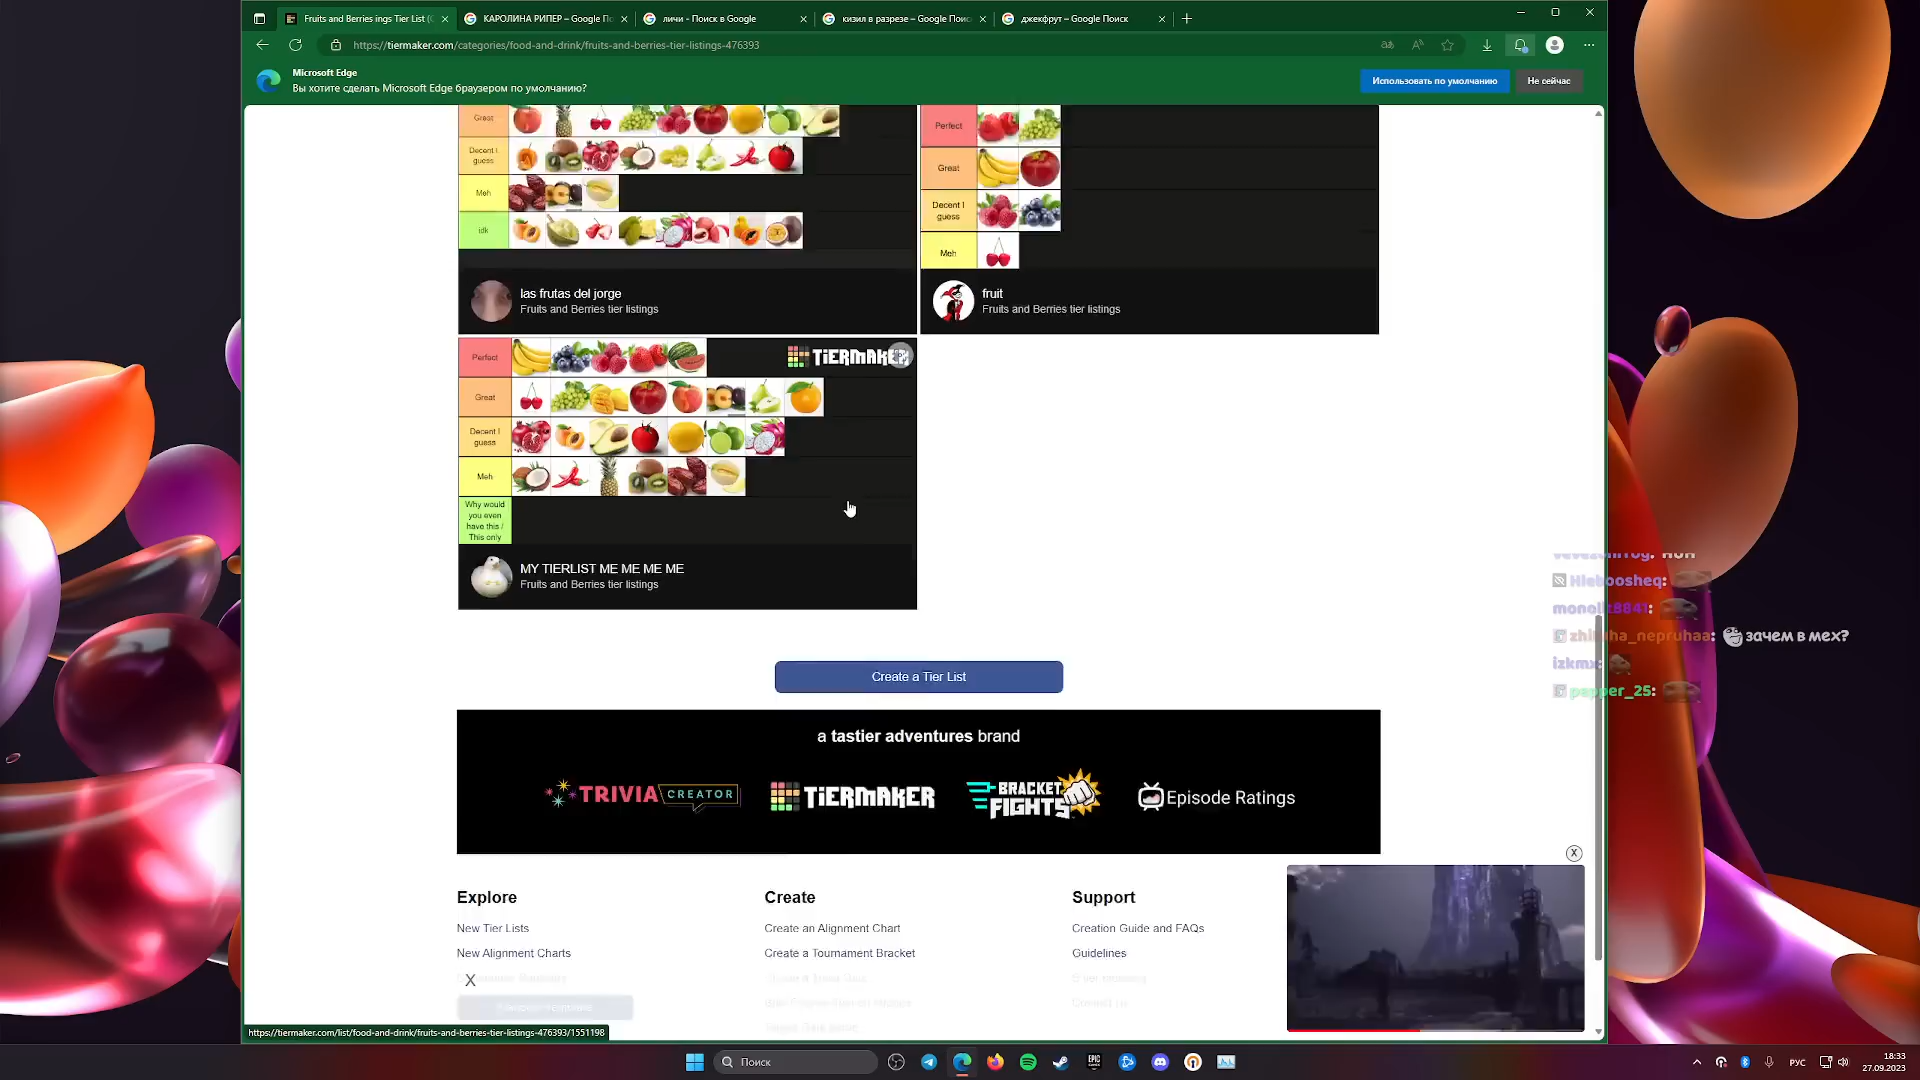 Fruits and Berries ings Tier List (
КАРОЛИНА РИПЕР – Google По
личи - Поиск в Google
кизил в разрезе – Google Поис
джекфрут – Google Поиск
https://tiermaker.com/categories/food-and-drink/fruits-and-berries-tier-listings-476393
Microsoft Edge
Вы хотите сделать Microsoft Edge браузером по умолчанию?
Использовать по умолчанию
Не сейчас
Great
Decent I
guess
Meh
idk
las frutas del jorge
Fruits and Berries tier listings
Perfect
Great
Decent I
guess
Meh
fruit
Fruits and Berries tier listings
Perfect
TiERMAKER
Great
Decent I
guess
Meh
Why would
you even
have this /
This only
MY TIERLIST ME ME ME ME
Fruits and Berries tier listings
Hleboosheq:
monoliz8841:
zhiruha_nepruhaa: зачем в мех?
izkmx:
papper_25:
Create a Tier List
a tastier adventures brand
TRIVIA CREATOR
TiERMAKER
BRACKET
FIGHTS
Episode Ratings
Explore
New Tier Lists
New Alignment Charts
X
Create
Create an Alignment Chart
Create a Tournament Bracket
Support
Creation Guide and FAQs
Guidelines
X
https://tiermaker.com/list/food-and-drink/fruits-and-berries-tier-listings-476393/1551198
Поиск
РУС
18:33
27.09.2023